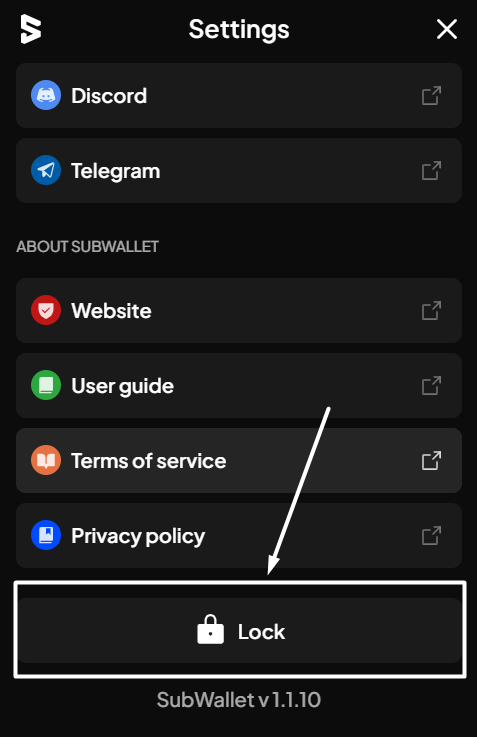 Settings
Discord
Telegram
ABOUT SUBWALLET
Website
User guide
Terms of service
Privacy policy
Lock
SubWallet v 1.1.10